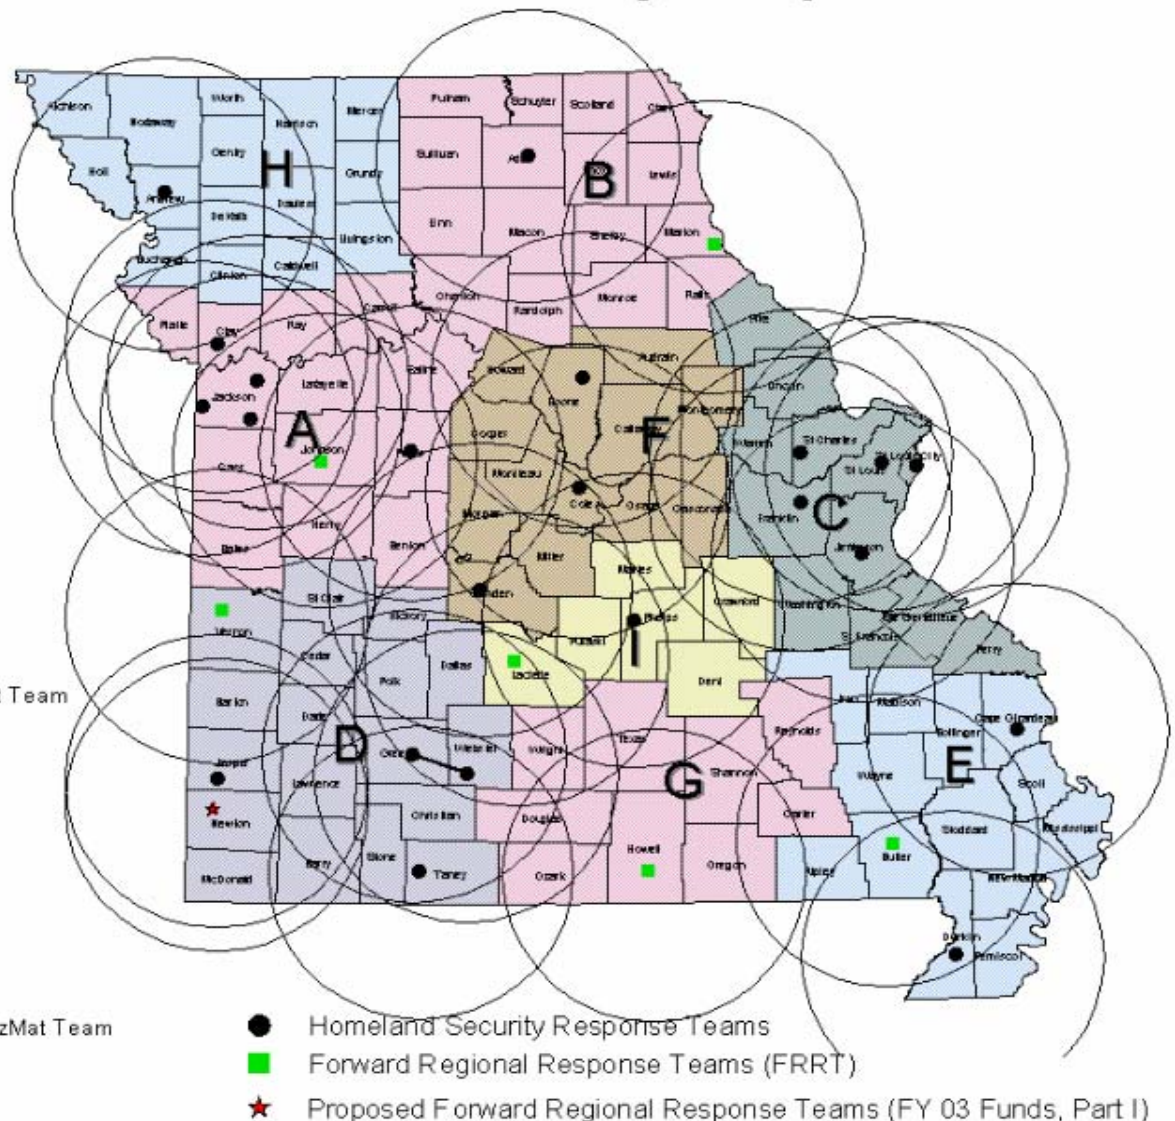 Worth
Putnam
Schuyler
Scotland
Clark
Mercer
Nodaway
Harrison
Gentry
Sullivan
Holt
H
Grundy
Knox
Lewis
B
Andrew
Daviess
De Kalb
Linn
Macon
Shelby
Marion
Livingston
Buchanan
Clinton
Caldwell
Chariton
Monroe
Ralls
Carroll
Randolph
Platte
Clay
Ray
Pike
Audrain
Saline
Howard
Lafayette
Boone
Lincoln
Jackson
Montgomery
A
Cooper
Callaway
F
Warren
St Charles
Johnson
Pettis
Cass
Moniteau
St Louis
St Louis City
Cole
Osage
Gasconade
Franklin
C
Henry
Morgan
Benton
Miller
Jefferson
Bates
Camden
Maries
St Clair
Crawford
Washington
Hickory
Ste Genevieve
Vernon
Phelps
St Francois
Pulaski
I
Cedar
Dallas
Perry
Polk
Laclede
Dent
t Team
Barton
Iron
Madison
Dade
Bollinger
Cape Girardeau
D
Greene
Webster
Wright
Texas
Reynolds
Jasper
Shannon
E
Lawrence
G
Wayne
Scott
Newton
Christian
Douglas
Carter
Stoddard
Mississippi
Barry
Stone
Howell
Butler
McDonald
Taney
Ozark
Oregon
Ripley
New Madrid
Dunklin
Pemiscot
zMat Team
Homeland Security Response Teams
Forward Regional Response Teams (FRRT)
Proposed Forward Regional Response Teams (FY 03 Funds, Part I)